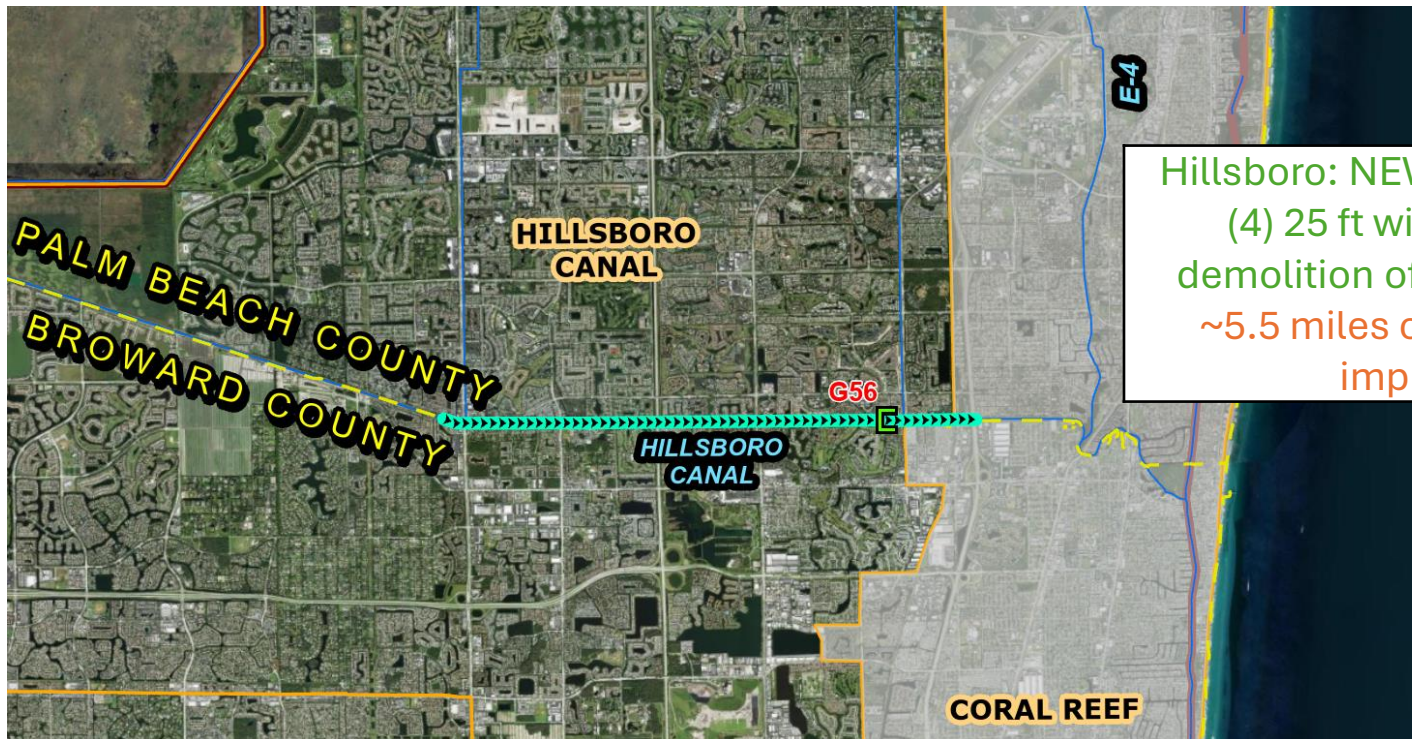 E-4
Hillsboro: NEW
(4) 25 ft wi
demolition of
~5.5 miles o
imp
HILLSBORO
CANAL
PALM BEACH COUNTY
BROWARD COUNTY
G56
HILLSBORO
CANAL
CORAL REEF